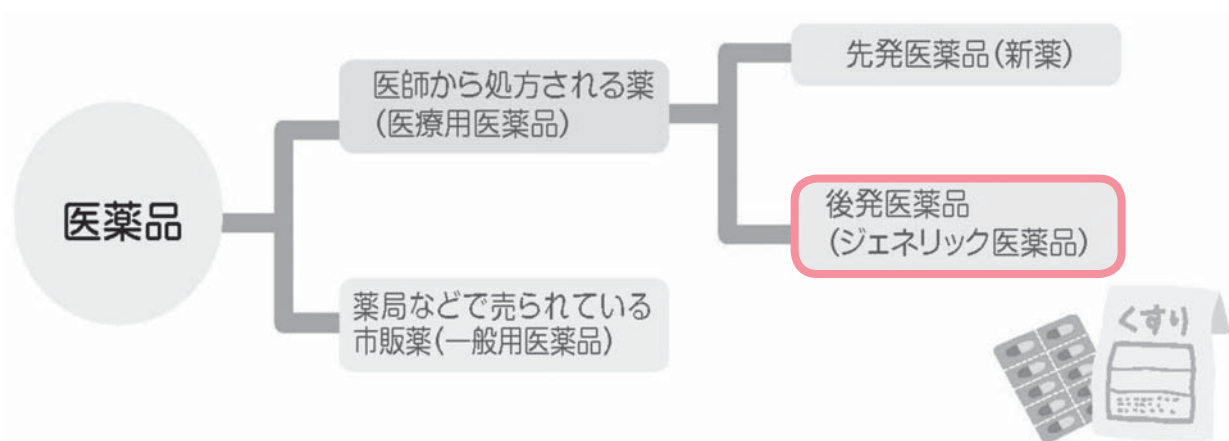 医薬品
医師から処方される薬
(医療用医薬品)
薬局などで売られている
市販薬(一般用医薬品)
先発医薬品(新薬)
後発医薬品
(ジェネリック医薬品)
くすり